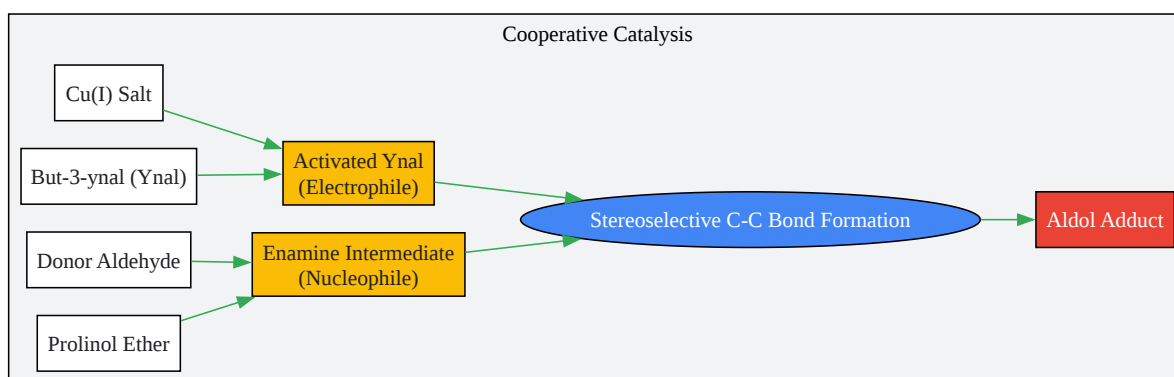 Cooperative Catalysis
Cu(I) Salt
But-3-ynal (Ynal)
Activated Ynal
(Electrophile)
Donor Aldehyde
Enamine Intermediate
(Nucleophile)
Prolinol Ether
Stereoselective C-C Bond Formation
Aldol Adduct